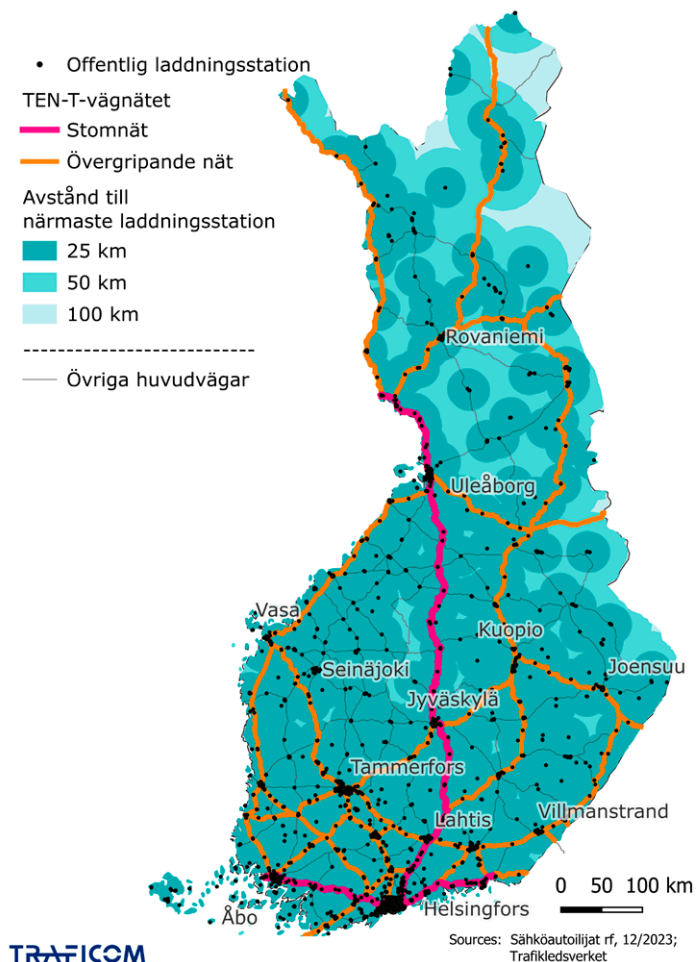 Offentlig laddningsstation
TEN-T-vägnätet
Stomnät
Övergripande nät
Avstånd till
närmaste laddningsstation
25 km
50 km
100 km
Övriga huvudvägar
Rovaniemi
Uleåborg
Vasa
Kuopio
Seinäjoki
Joensuu
Jyväskylä
Tammerfors
Villmanstrand
Lahtis
0 50 100 km
Åbo
Helsingfors
Sources: Sähköautoilijat rf, 12/2023;
Trafikledsverket
TRAFICOM